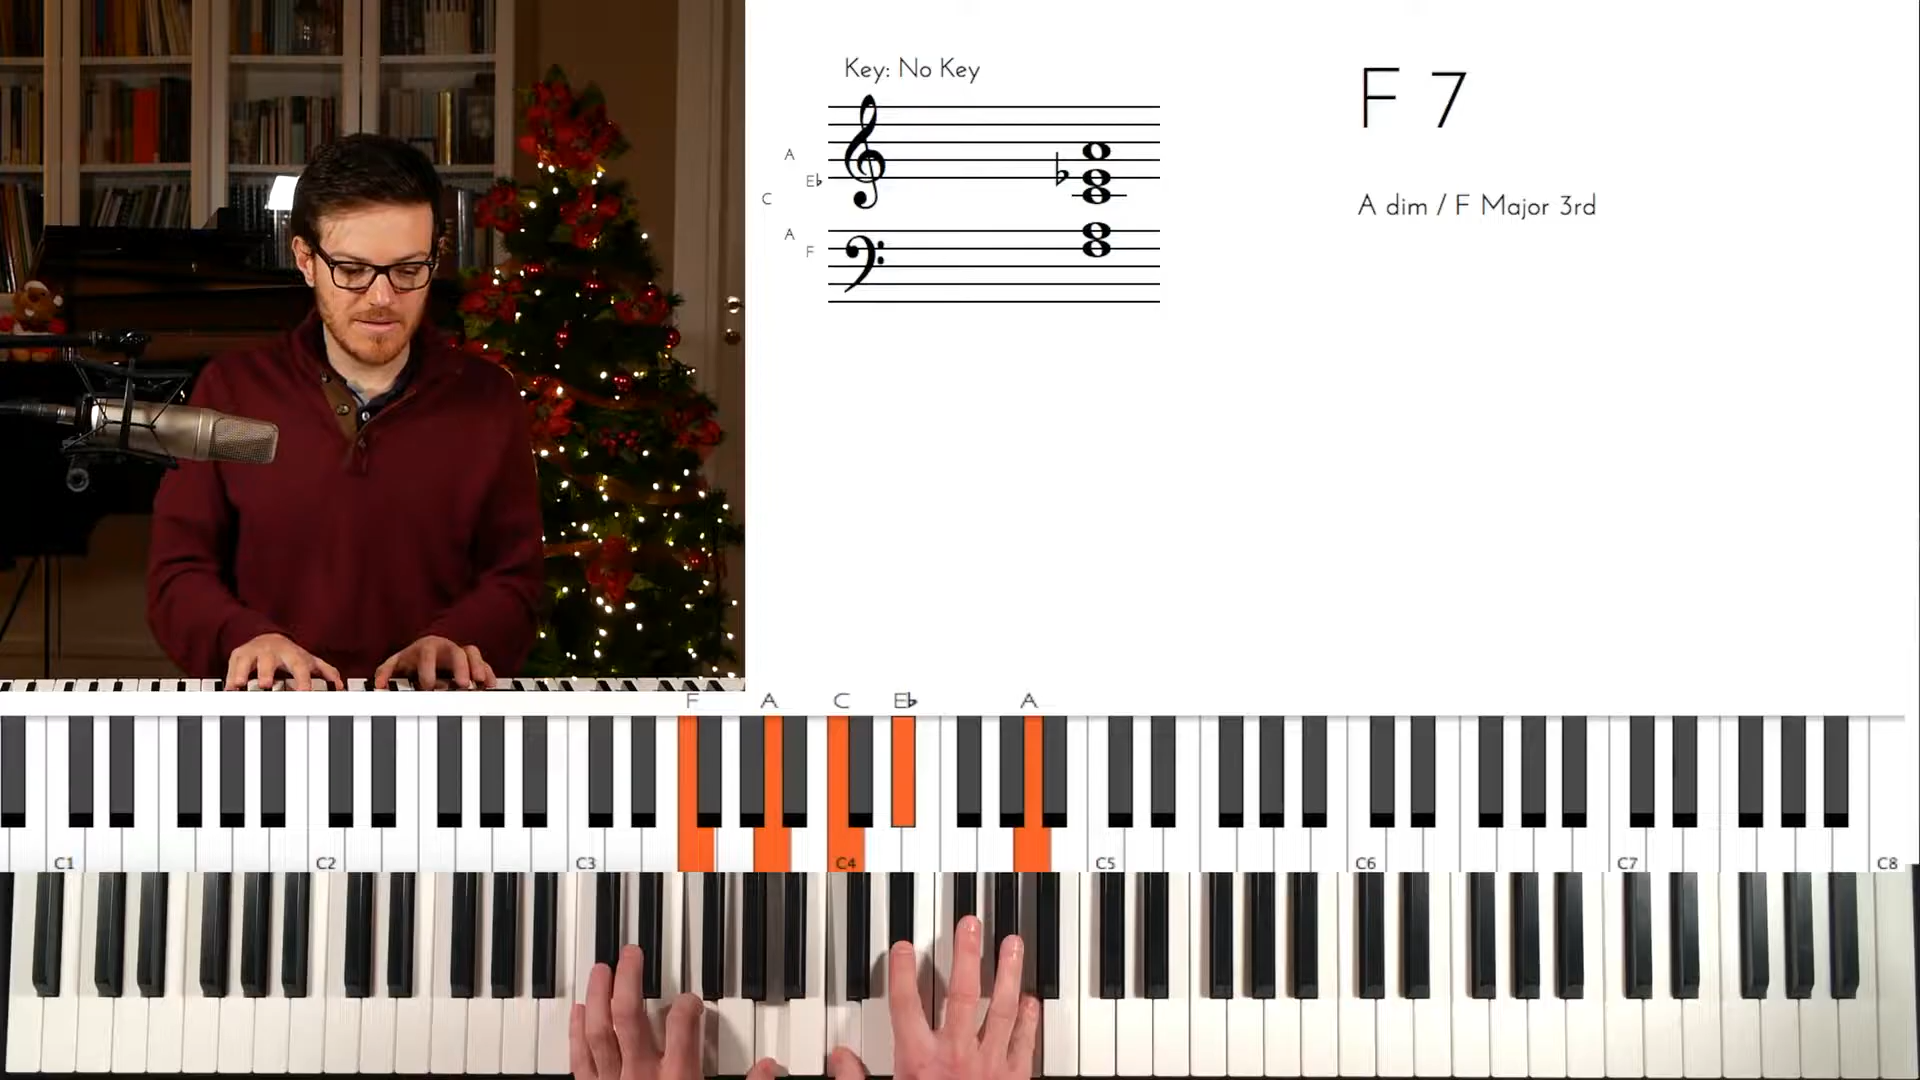 Key: No Key
F 7
A
E♭
C
A
F
A dim / F Major 3rd
F A C E♭ A
C1 C2 C3 C4 C5 C6 C7 C8